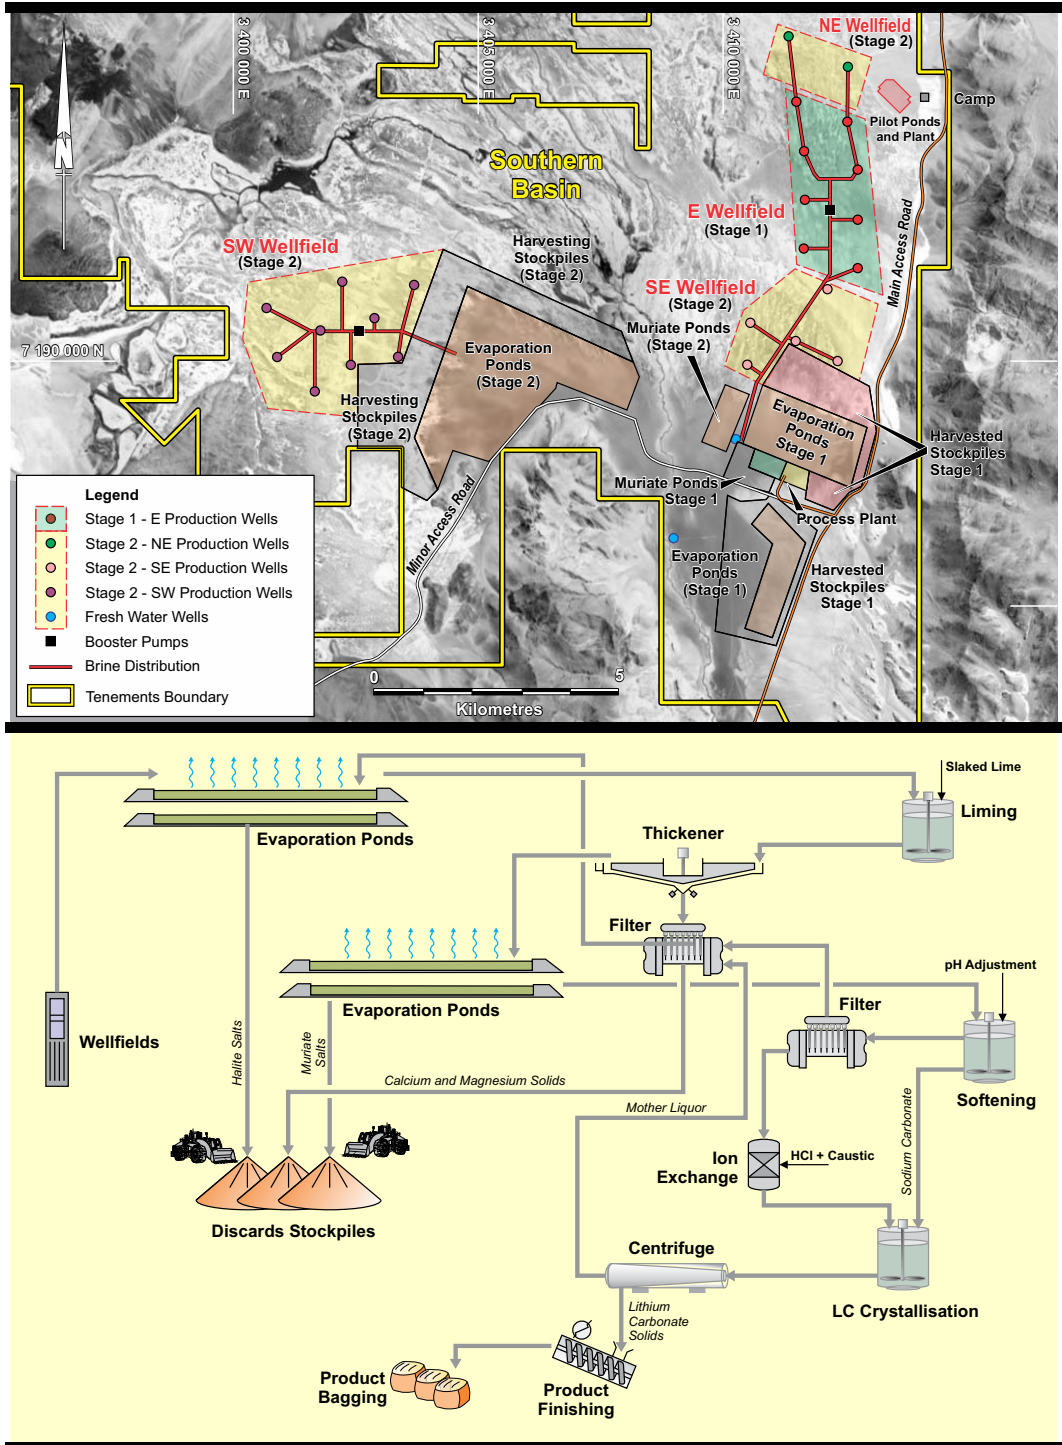 3 400 000 E
3 405 000 E
3 410 000 E
NE Wellfield
(Stage 2)
Camp
Pilot Ponds
and Plant
Southern
Basin
E Wellfield
(Stage 1)
Main Access Road
SW Wellfield
(Stage 2)
Harvesting
Stockpiles
(Stage 2)
SE Wellfield
(Stage 2)
Muriate Ponds
(Stage 2)
7 190 000 N
Evaporation
Ponds
(Stage 2)
Harvesting
Stockpiles
(Stage 2)
Evaporation
Ponds
Stage 1
Harvested
Stockpiles
Stage 1
Muriate Ponds
Stage 1
Process Plant
Minor Access Road
Evaporation
Ponds
(Stage 1)
Harvested
Stockpiles
Stage 1
N
Legend
Stage 1 - E Production Wells
Stage 2 - NE Production Wells
Stage 2 - SE Production Wells
Stage 2 - SW Production Wells
Fresh Water Wells
Booster Pumps
Brine Distribution
Tenements Boundary
0
5
Kilometres
Slaked Lime
Liming
Evaporation Ponds
Thickener
Filter
pH Adjustment
Evaporation Ponds
Filter
Wellfields
Halite Salts
Muriate
Salts
Calcium and Magnesium Solids
Mother Liquor
Softening
Sodium Carbonate
Ion
Exchange
HCl + Caustic
Discards Stockpiles
Centrifuge
LC Crystallisation
Lithium
Carbonate
Solids
Product
Bagging
Product
Finishing